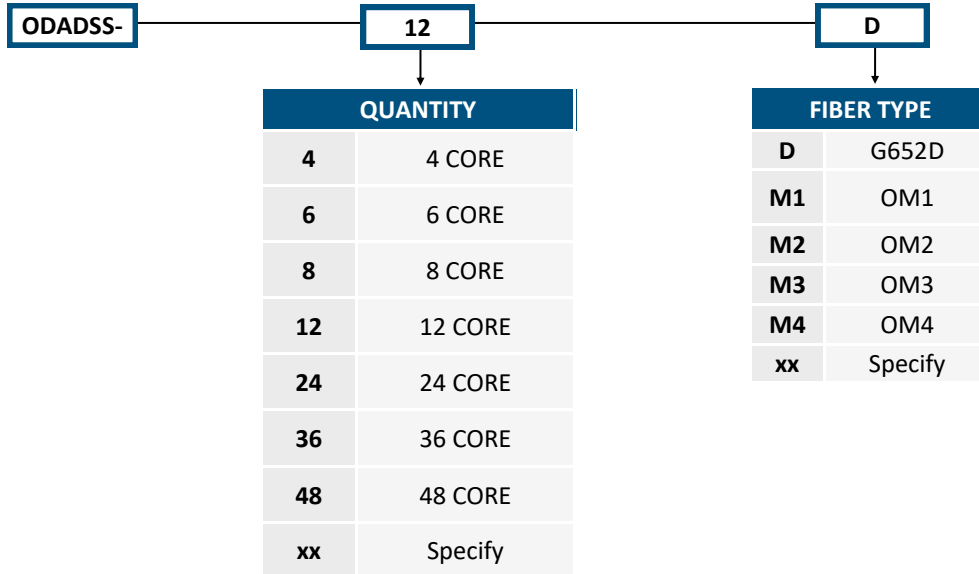 ODADSS- 12 D
QUANTITY
4 4 CORE
6 6 CORE
8 8 CORE
12 12 CORE
24 24 CORE
36 36 CORE
48 48 CORE
xx Specify
FIBER TYPE
D G652D
M1 OM1
M2 OM2
M3 OM3
M4 OM4
xx Specify